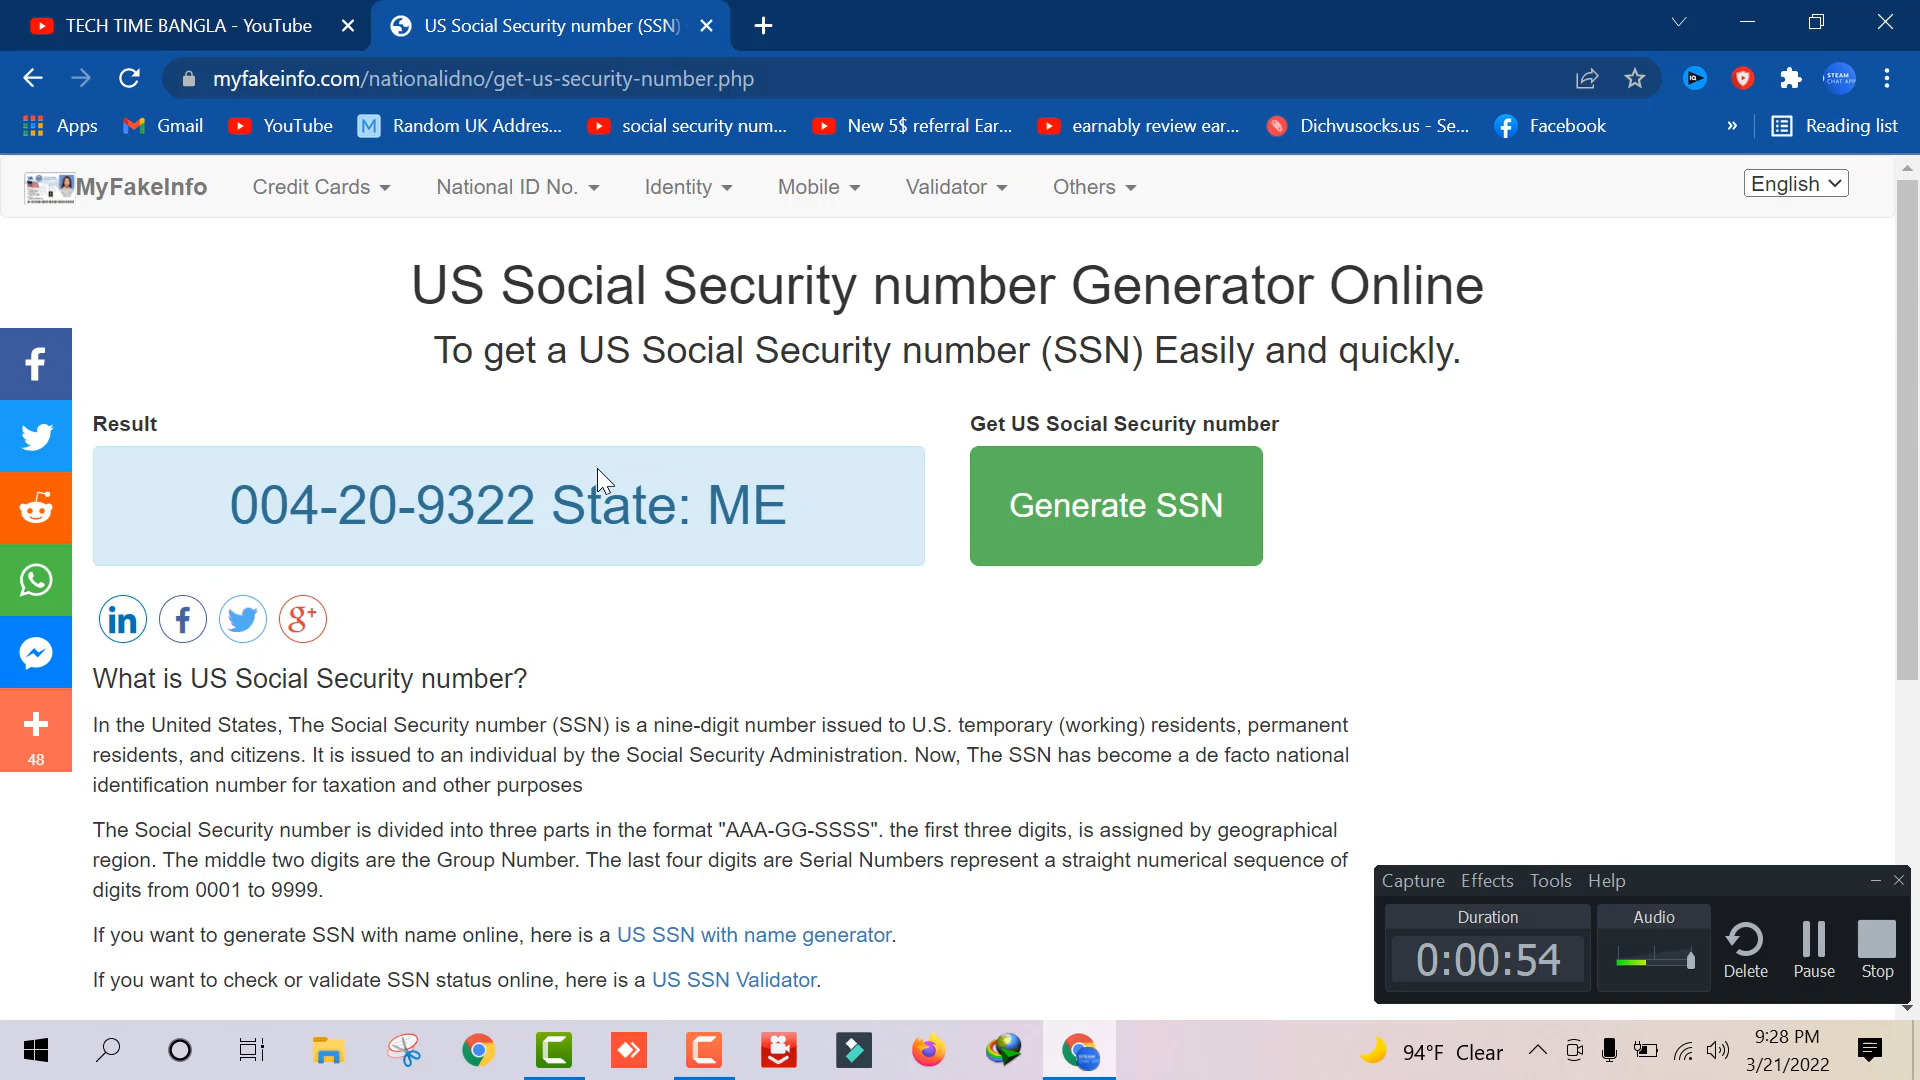 TECH TIME BANGLA - YouTube
US Social Security number (SSN)
myfakeinfo.com/nationalidno/get-us-security-number.php
Apps
Gmail
YouTube
Random UK Addres...
social security num...
New 5$ referral Ear...
earnably review ear...
Dichvusocks.us - Se...
Facebook
»
Reading list
MyFakeInfo
Credit Cards
National ID No.
Identity
Mobile
Validator
Others
English
US Social Security number Generator Online
To get a US Social Security number (SSN) Easily and quickly.
Result
Get US Social Security number
004-20-9322 State: ME
Generate SSN
48
What is US Social Security number?
In the United States, The Social Security number (SSN) is a nine-digit number issued to U.S. temporary (working) residents, permanent
residents, and citizens. It is issued to an individual by the Social Security Administration. Now, The SSN has become a de facto national
identification number for taxation and other purposes
The Social Security number is divided into three parts in the format "AAA-GG-SSSS". the first three digits, is assigned by geographical
region. The middle two digits are the Group Number. The last four digits are Serial Numbers represent a straight numerical sequence of
digits from 0001 to 9999.
If you want to generate SSN with name online, here is a US SSN with name generator.
If you want to check or validate SSN status online, here is a US SSN Validator.
Capture Effects Tools Help
Duration
Audio
0:00:54
Delete
Pause
Stop
94°F Clear
9:28 PM
3/21/2022